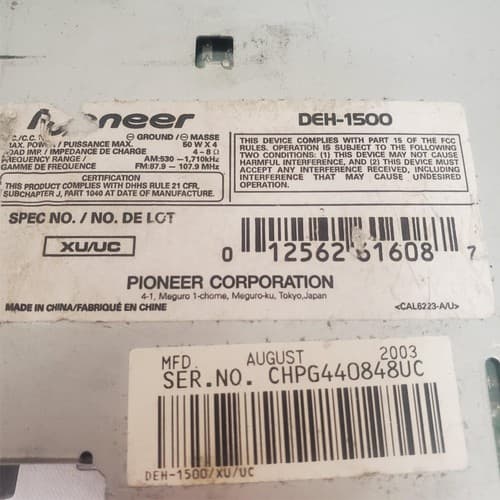 Pioneer
DEH-1500
⊖ GROUND/⊖ MASSE
MAX. POWER/PUISSANCE MAX. 50 W X 4
LOAD IMP./IMPEDANCE DE CHARGE 4 - 8 Ω
FREQUENCY RANGE/ AM:530 - 1,710kHz
GAMME DE FREQUENCE FM:87.9 - 107.9 MHz
CERTIFICATION
THIS PRODUCT COMPLIES WITH DHHS RULE 21 CFR,
SUBCHAPTER J, PART 1040 AT DATE OF MANUFACTURE.
THIS DEVICE COMPLIES WITH PART 15 OF THE FCC
RULES. OPERATION IS SUBJECT TO THE FOLLOWING
TWO CONDITIONS: (1) THIS DEVICE MAY NOT CAUSE
HARMFUL INTERFERENCE, AND (2) THIS DEVICE MUST
ACCEPT ANY INTERFERENCE RECEIVED, INCLUDING
INTERFERENCE THAT MAY CAUSE UNDESIRED
OPERATION.
SPEC NO. / NO. DE LOT
XU/UC
0 12562 61608 7
PIONEER CORPORATION
4-1, Meguro 1-chome, Meguro-ku, Tokyo,Japan
MADE IN CHINA/FABRIQUÉ EN CHINE
<CAL6223-A/U>
MFD. AUGUST 2003
SER.NO. CHPG440848UC
DEH-1500/XU/UC